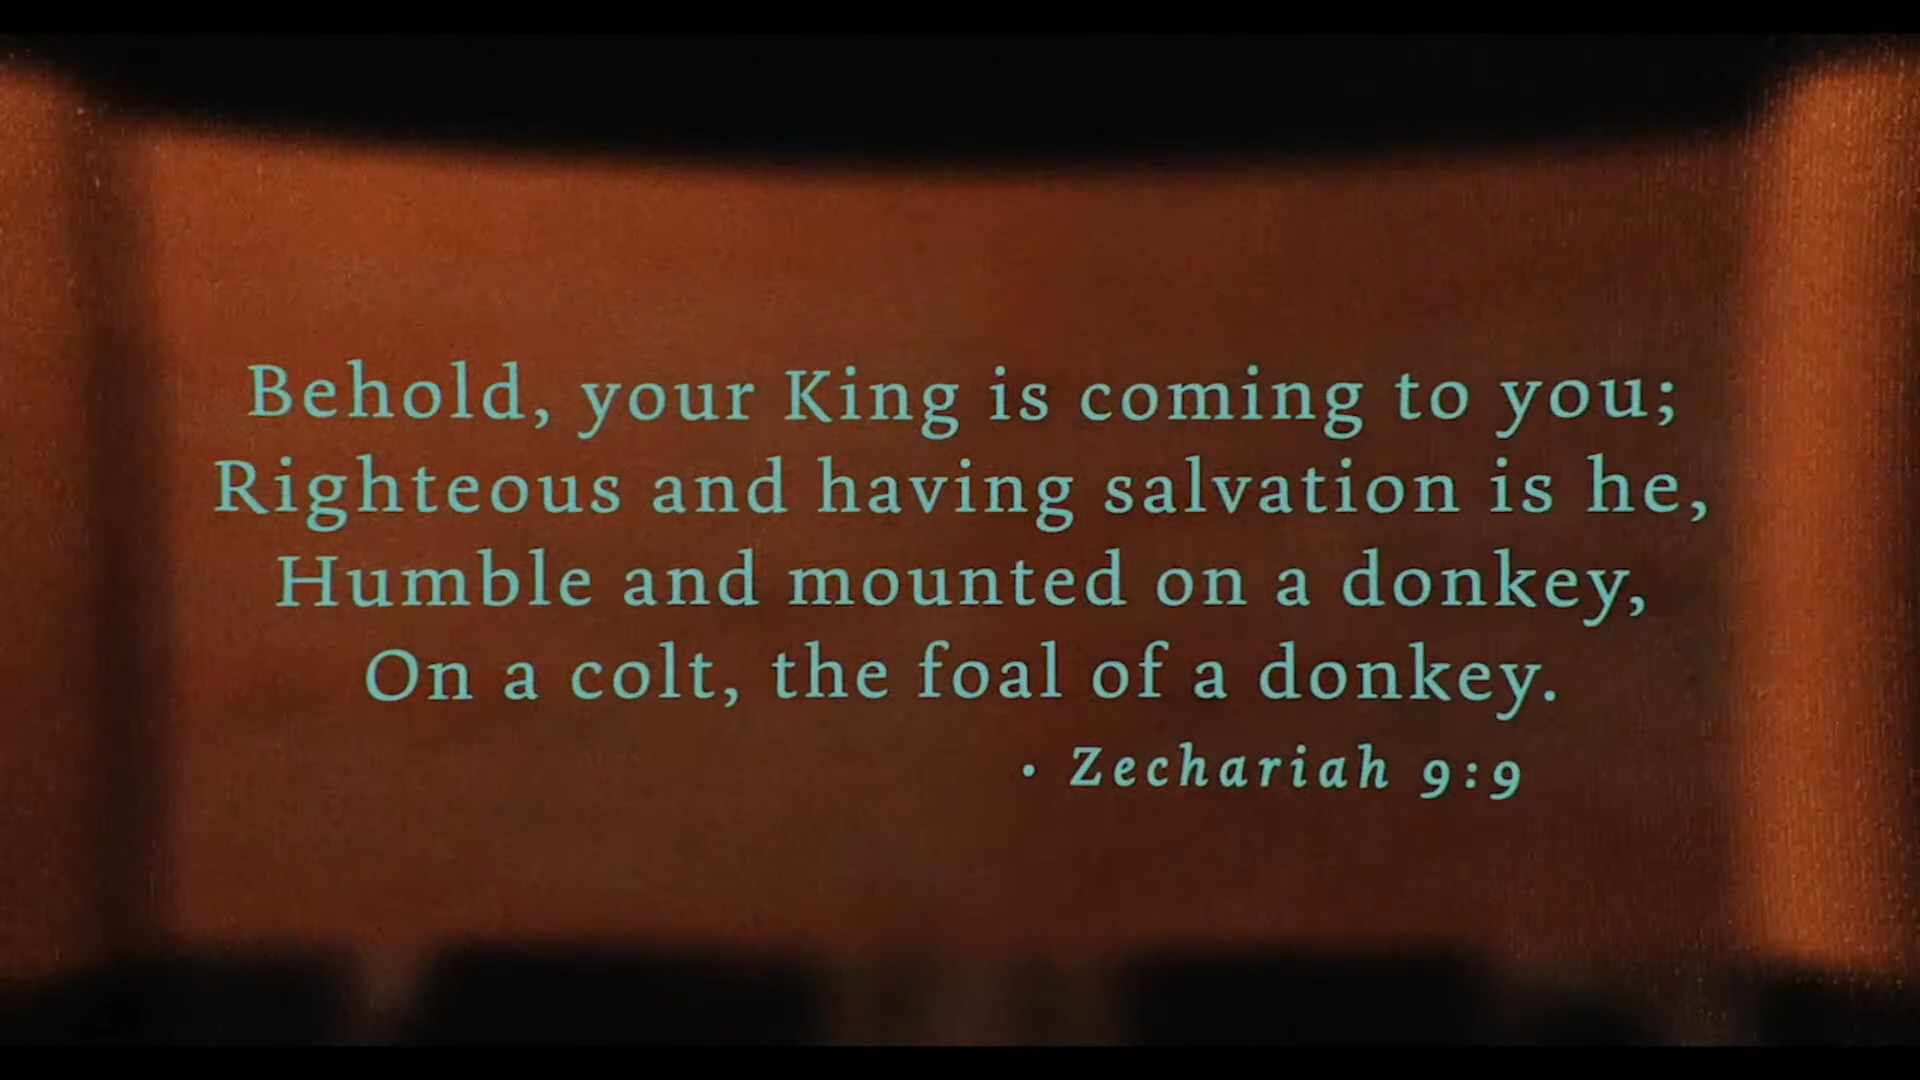 Behold, your King is coming to you;
Righteous and having salvation is he,
Humble and mounted on a donkey,
On a colt, the foal of a donkey.
• Zechariah 9:9